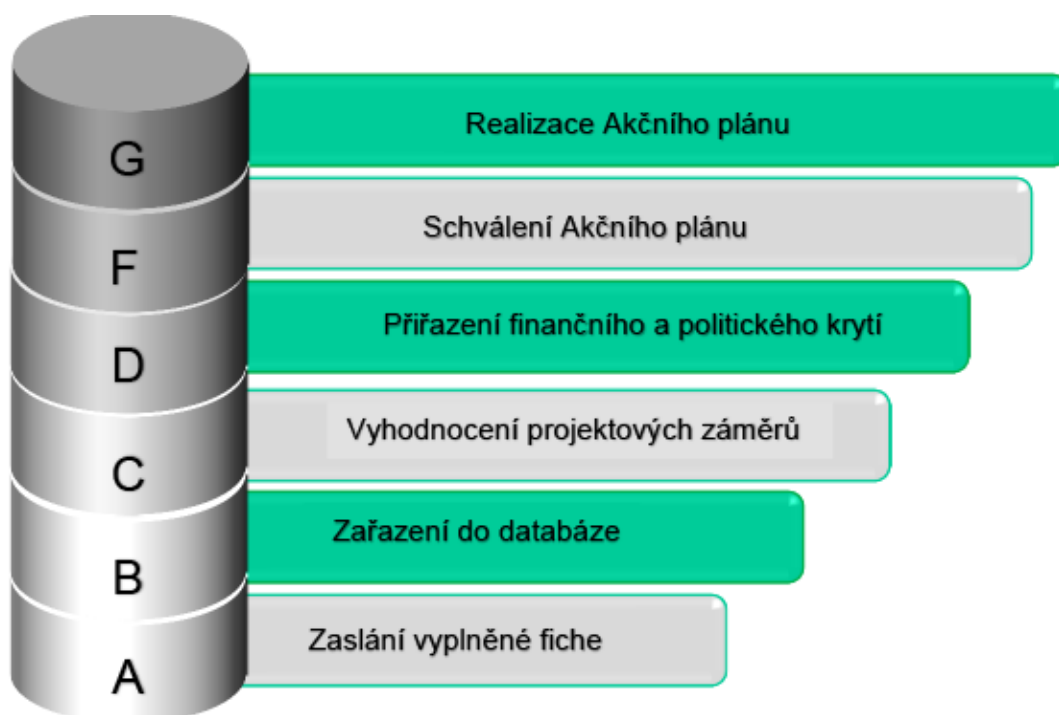 G
Realizace Akčního plánu
F
Schválení Akčního plánu
D
Přiřazení finančního a politického krytí
C
Vyhodnocení projektových záměrů
B
Zařazení do databáze
A
Zaslání vyplněné fiche